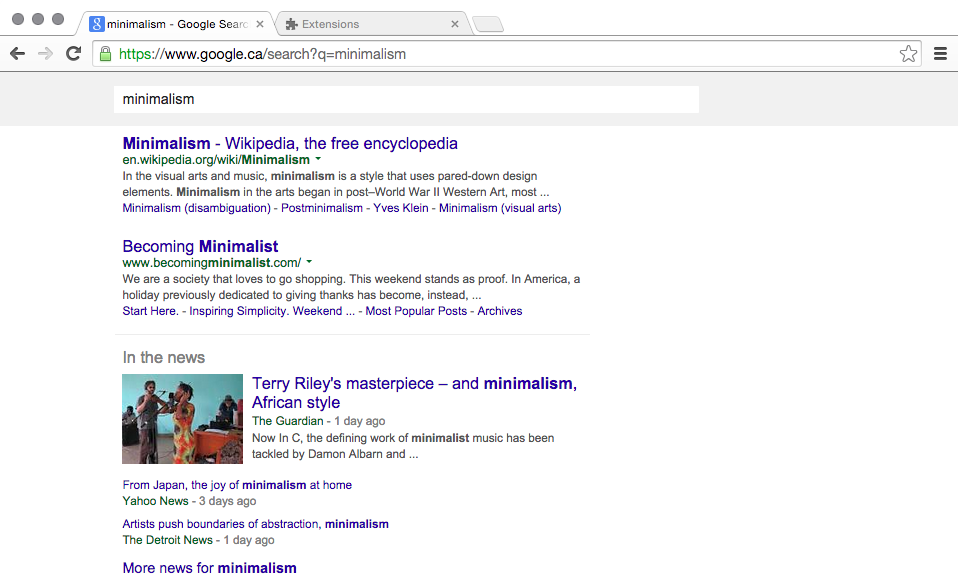 minimalism - Google Searc
Extensions
https://www.google.ca/search?q=minimalism
minimalism
Minimalism - Wikipedia, the free encyclopedia
en.wikipedia.org/wiki/Minimalism
In the visual arts and music, minimalism is a style that uses pared-down design
elements. Minimalism in the arts began in post–World War II Western Art, most ...
Minimalism (disambiguation) - Postminimalism - Yves Klein - Minimalism (visual arts)
Becoming Minimalist
www.becomingminimalist.com/
We are a society that loves to go shopping. This weekend stands as proof. In America, a
holiday previously dedicated to giving thanks has become, instead, ...
Start Here. - Inspiring Simplicity. Weekend ... - Most Popular Posts - Archives
In the news
Terry Riley's masterpiece – and minimalism,
African style
The Guardian - 1 day ago
Now In C, the defining work of minimalist music has been
tackled by Damon Albarn and ...
From Japan, the joy of minimalism at home
Yahoo News - 3 days ago
Artists push boundaries of abstraction, minimalism
The Detroit News - 1 day ago
More news for minimalism